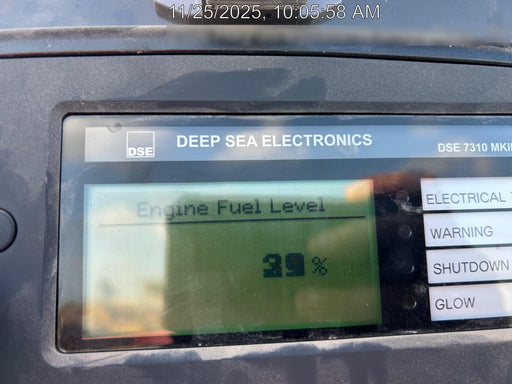 11/25/2025, 10:05:58 AM
DSE
DEEP SEA ELECTRONICS
DSE 7310 MKII
Engine Fuel Level
%
ELECTRICAL
WARNING
SHUTDOWN
GLOW